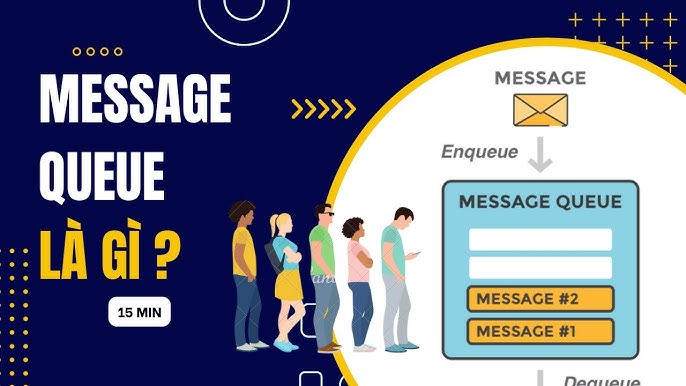 MESSAGE
QUEUE
LÀ GÌ ?
15 MIN
MESSAGE
Enqueue
MESSAGE QUEUE
MESSAGE #2
MESSAGE #1
Dequeue